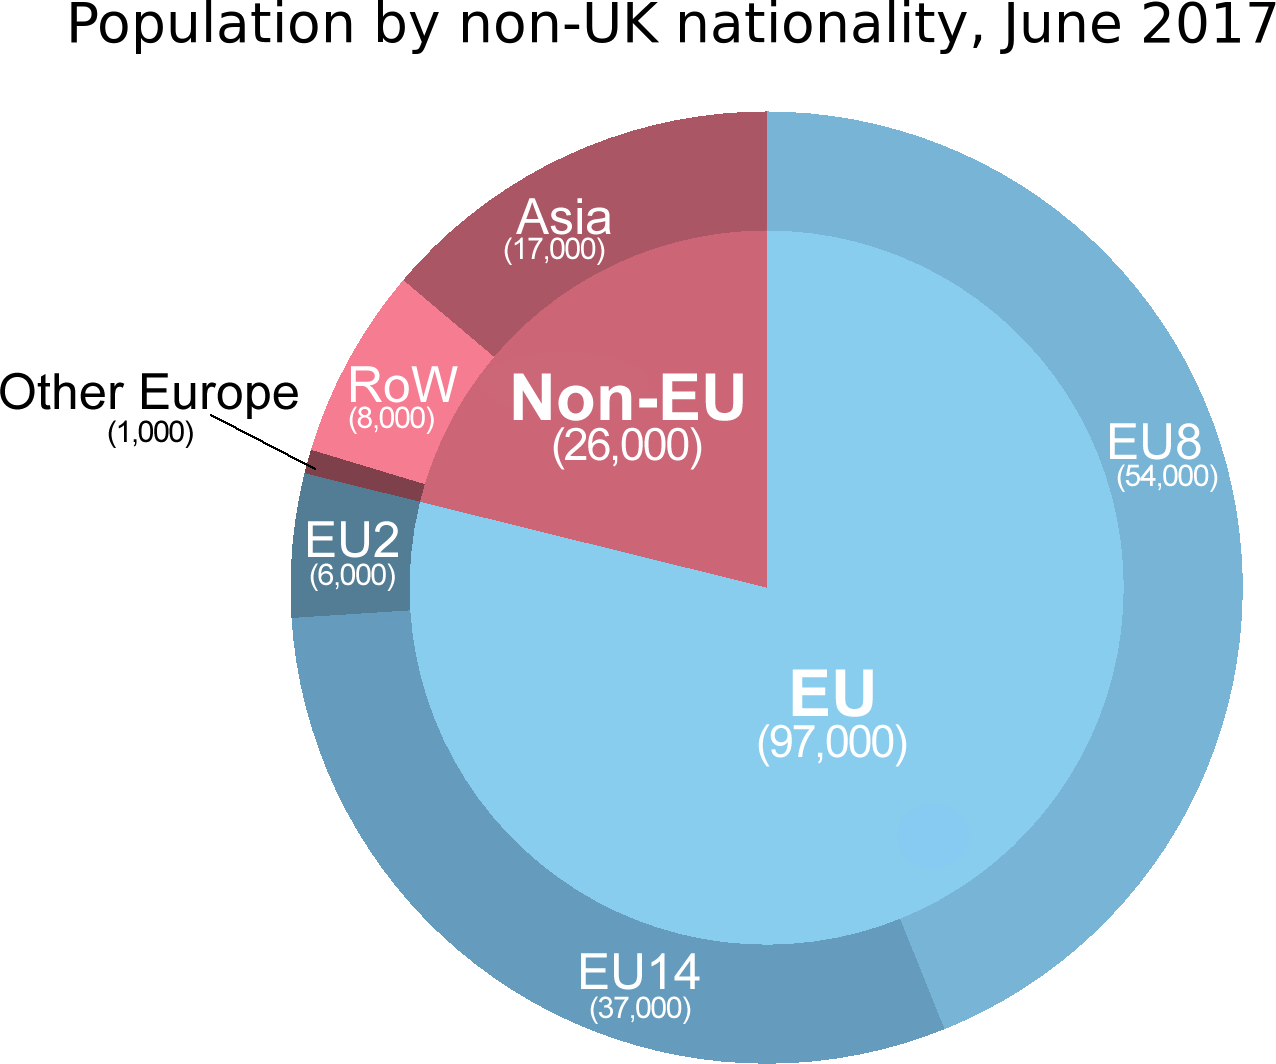 Population by non-UK nationality, June 2017
Asia
(17,000)
RoW
(8,000)
Other Europe
(1,000)
Non-EU
(26,000)
EU8
(54,000)
EU2
(6,000)
EU
(97,000)
EU14
(37,000)